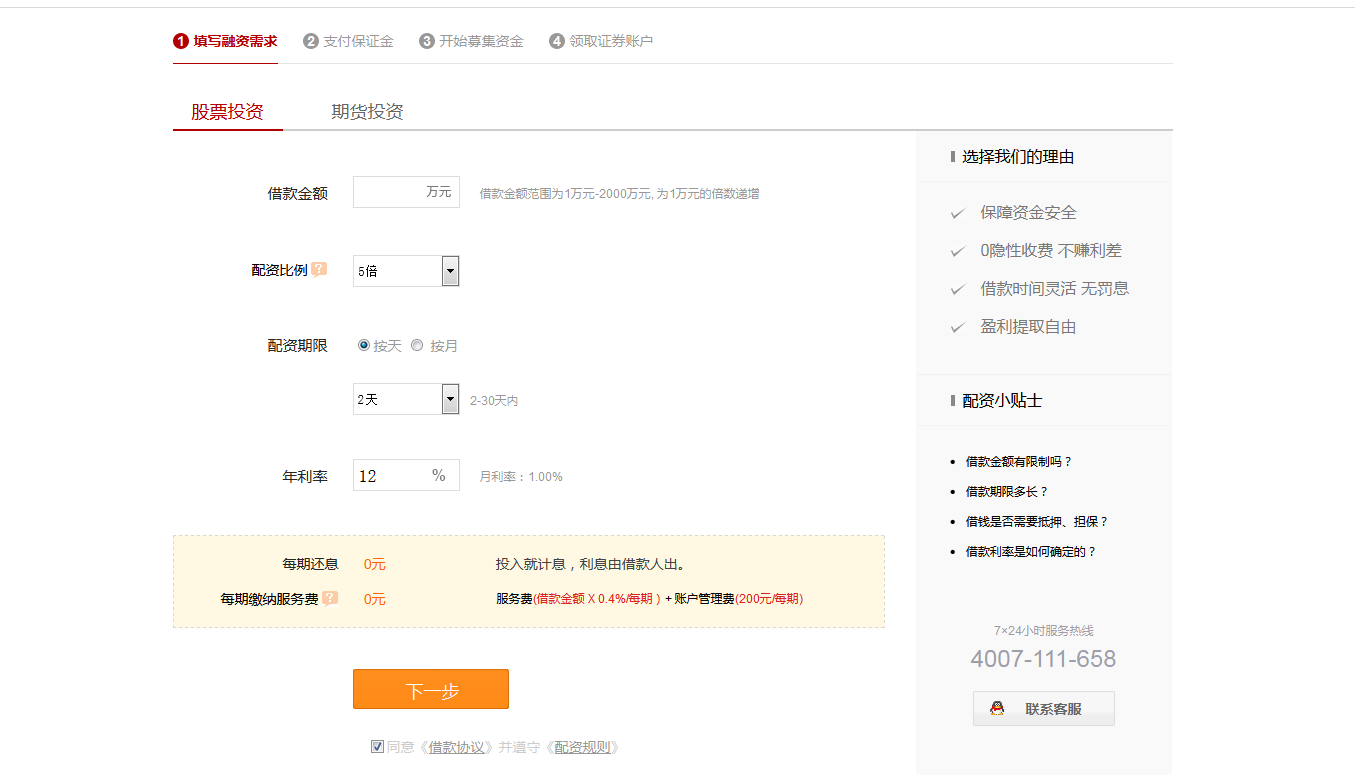 1 填写融资需求 2 支付保证金 3 开始募集资金 4 领取证券账户
股票投资 期货投资
借款金额 万元 借款金额范围为1万元-2000万元, 为1万元的倍数递增
配资比例 ? 5倍
配资期限 按天 按月
2天 2-30天内
年利率 12 % 月利率：1.00%
每期还息 0元 投入就计息，利息由借款人出。
每期缴纳服务费 ? 0元 服务费(借款金额 X 0.4%/每期 ) + 账户管理费(200元/每期)
下一步
同意《借款协议》并遵守《配资规则》
选择我们的理由
保障资金安全
0隐性收费 不赚利差
借款时间灵活 无罚息
盈利提取自由
配资小贴士
借款金额有限制吗？
借款期限多长？
借钱是否需要抵押、担保？
借款利率是如何确定的？
7×24小时服务热线
4007-111-658
联系客服